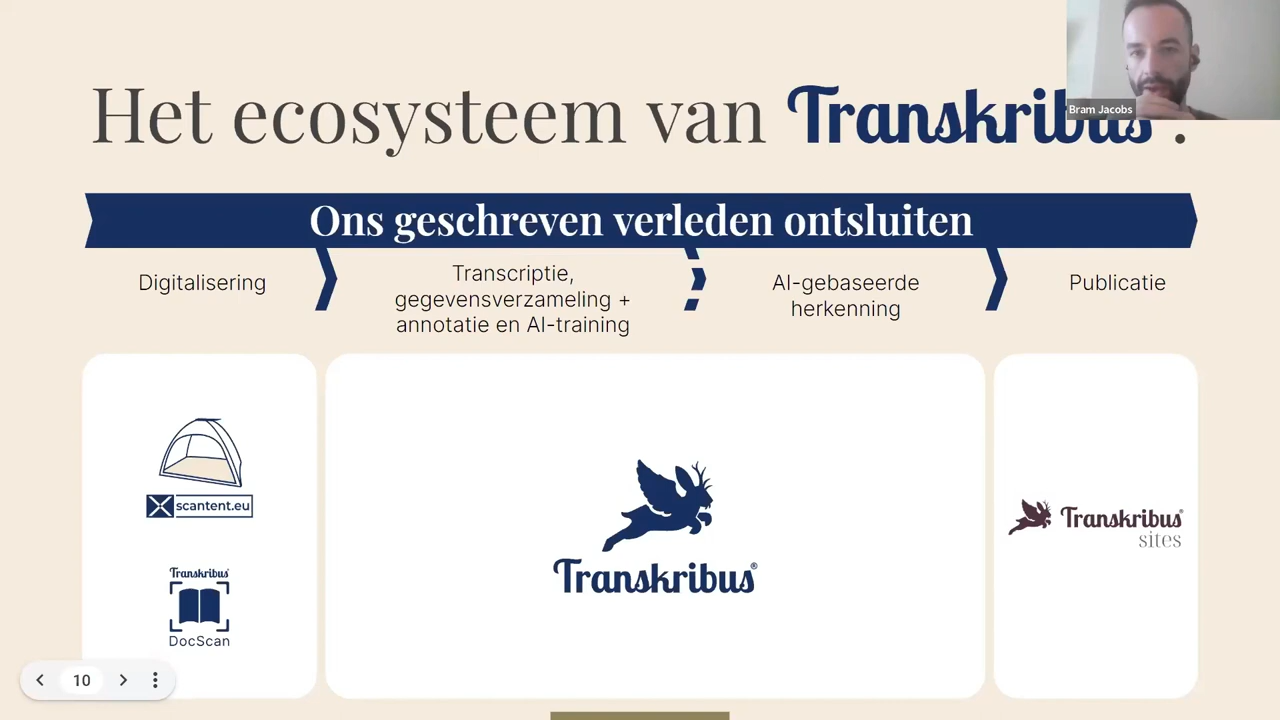 Het ecosysteem van Transkribus.
Bram Jacobs
Ons geschreven verleden ontsluiten
Digitalisering
Transcriptie,
gegevensverzameling +
annotatie en AI-training
AI-gebaseerde
herkenning
Publicatie
scantent.eu
Transkribus
DocScan
Transkribus®
Transkribus®
sites
10